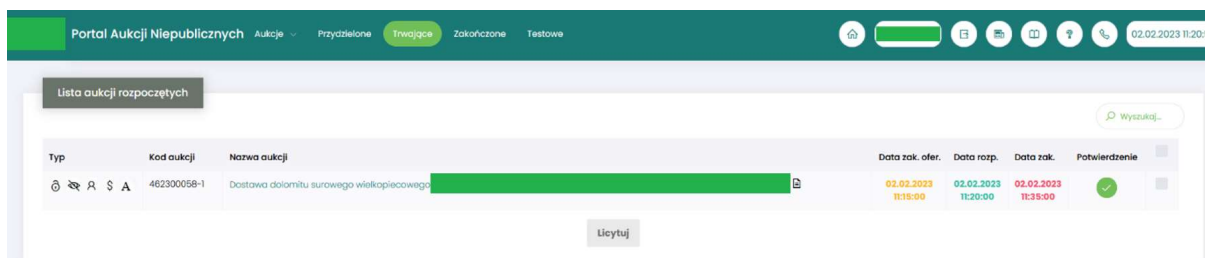 Portal Aukcji Niepublicznych Aukcje Przydzielone Trwające Zakończone Testowe 02.02.2023 11:20:
Lista aukcji rozpoczętych
Wyszukaj...
Typ Kod aukcji Nazwa aukcji Data zak. ofer. Data rozp. Data zak. Potwierdzenie
$ A 462300058-1 Dostawa dolomitu surowego wielkopiecowego 02.02.2023 02.02.2023 02.02.2023
11:15:00 11:20:00 11:35:00
Licytuj